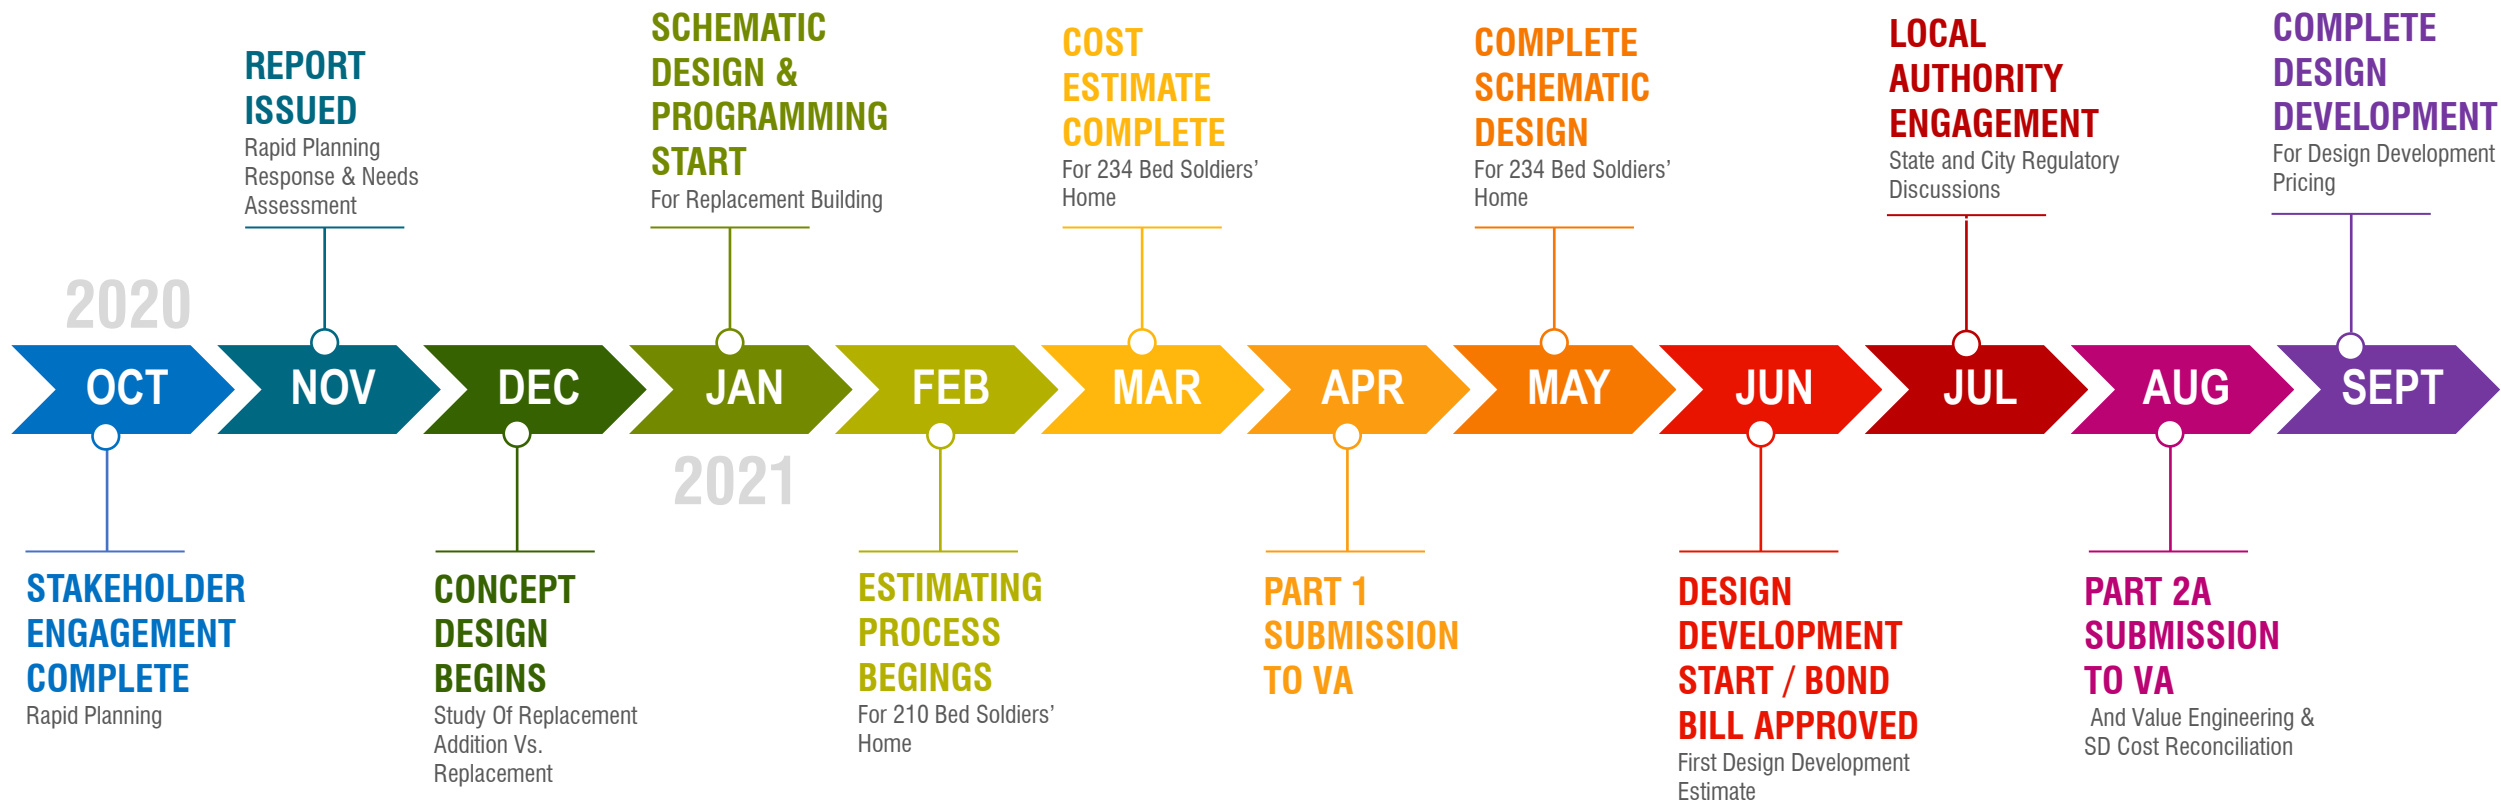 REPORT
ISSUED
Rapid Planning
Response & Needs
Assessment
SCHEMATIC
DESIGN &
PROGRAMMING
START
For Replacement Building
COST
ESTIMATE
COMPLETE
For 234 Bed Soldiers’
Home
COMPLETE
SCHEMATIC
DESIGN
For 234 Bed Soldiers’
Home
LOCAL
AUTHORITY
ENGAGEMENT
State and City Regulatory
Discussions
COMPLETE
DESIGN
DEVELOPMENT
For Design Development
Pricing
2020
OCT NOV DEC JAN FEB MAR APR MAY JUN JUL AUG SEPT
2021
STAKEHOLDER
ENGAGEMENT
COMPLETE
Rapid Planning
CONCEPT
DESIGN
BEGINS
Study Of Replacement
Addition Vs.
Replacement
ESTIMATING
PROCESS
BEGINGS
For 210 Bed Soldiers’
Home
PART 1
SUBMISSION
TO VA
DESIGN
DEVELOPMENT
START / BOND
BILL APPROVED
First Design Development
Estimate
PART 2A
SUBMISSION
TO VA
And Value Engineering &
SD Cost Reconciliation